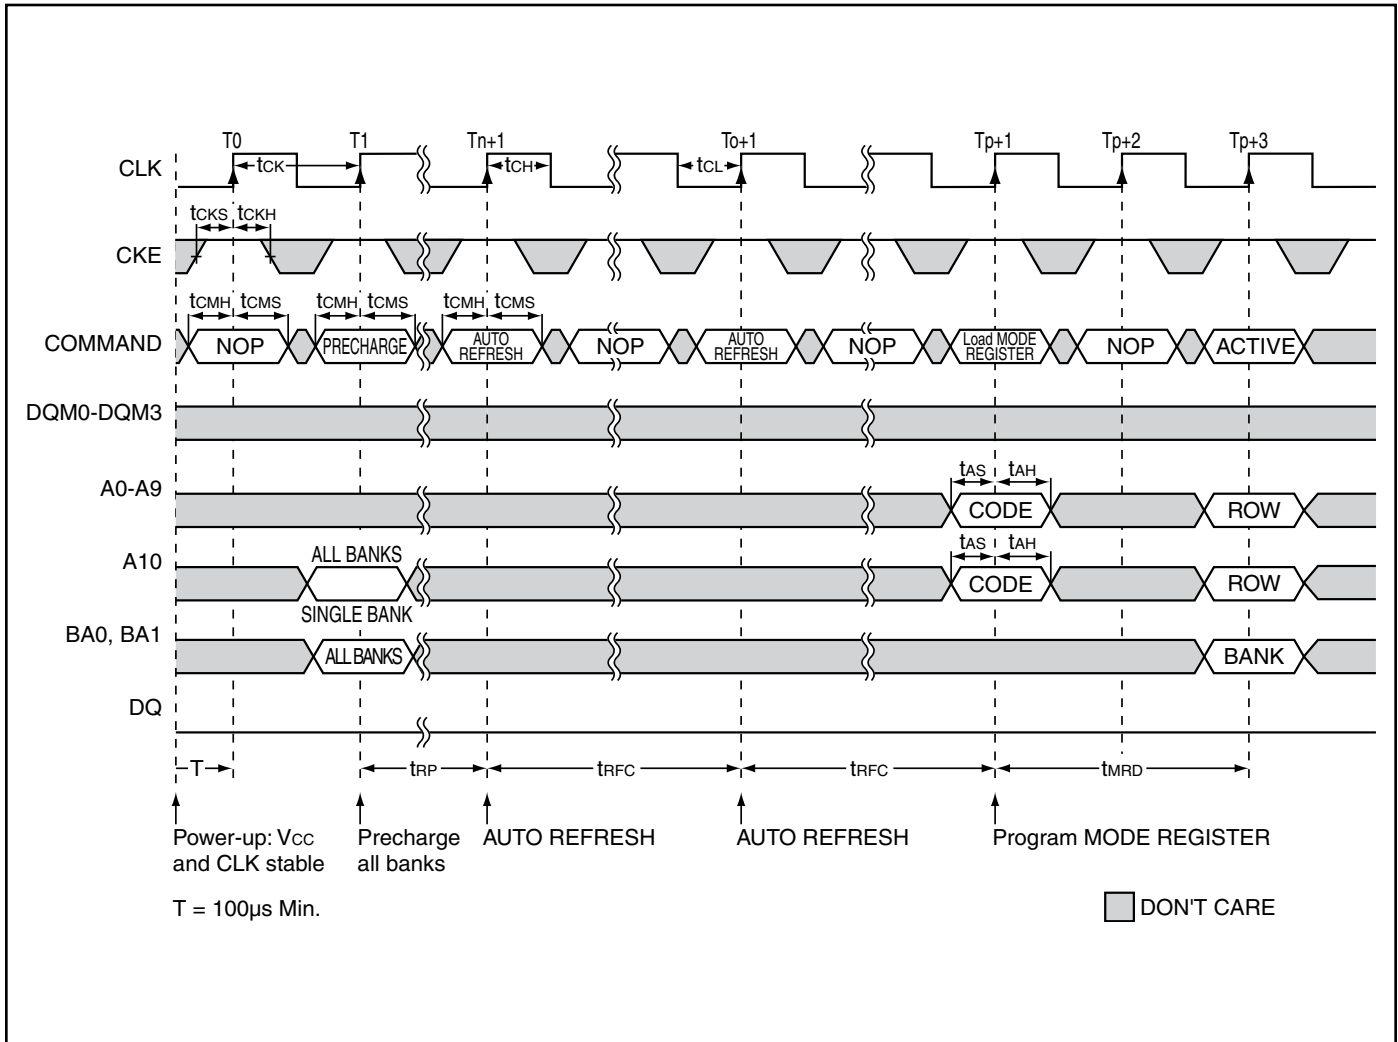 T0 T1 Tn+1 To+1 Tp+1 Tp+2 Tp+3
CLK tCK tCH tCL
tCKS tCKH
CKE
tCMH tCMS tCMH tCMS tCMH tCMS
COMMAND NOP PRECHARGE AUTO REFRESH NOP AUTO REFRESH NOP Load MODE REGISTER NOP ACTIVE
DQM0-DQM3
tAS tAH
A0-A9 CODE ROW
ALL BANKS tAS tAH
A10 CODE ROW
SINGLE BANK
BA0, BA1 ALL BANKS BANK
DQ
T tRP tRFC tRFC tMRD
Power-up: VCC
and CLK stable
Precharge
all banks
AUTO REFRESH
AUTO REFRESH
Program MODE REGISTER
T = 100µs Min.
DON'T CARE